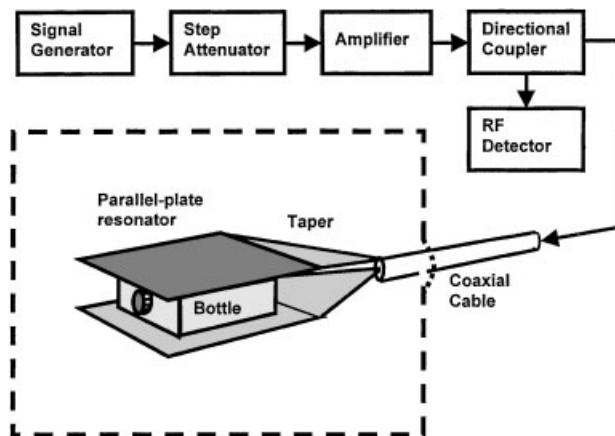 Signal
Generator
Step
Attenuator
Amplifier
Directional
Coupler
RF
Detector
Parallel-plate
resonator
Taper
Bottle
Coaxial
Cable